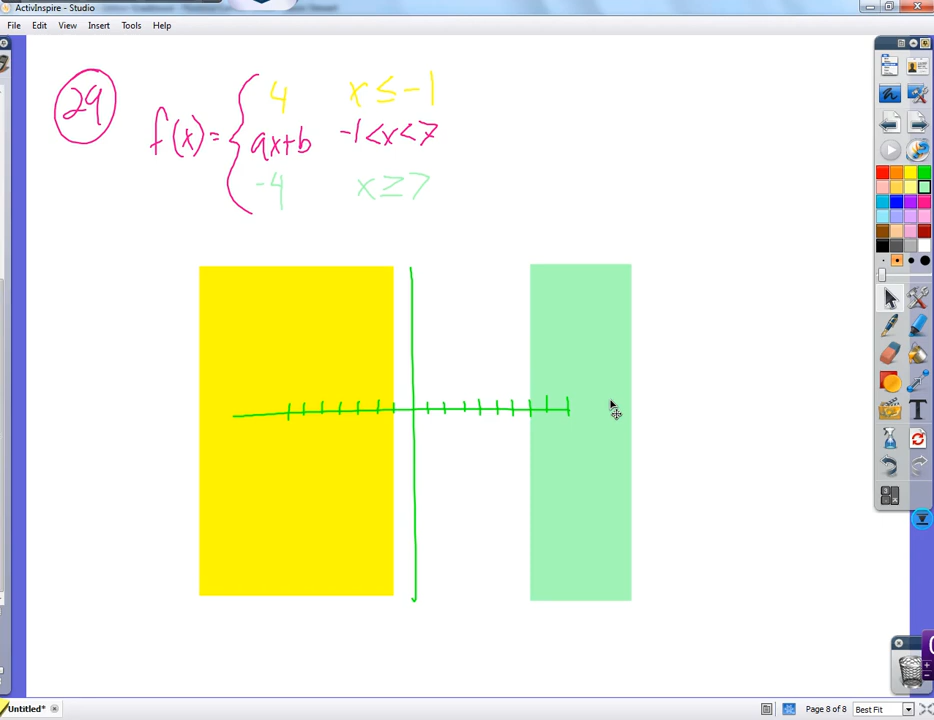 ActivInspire - Studio
File Edit View Insert Tools Help
29
f(x)= { 4 x ≤ -1
ax+b -1<x<7
-4 x ≥ 7
Untitled*
Page 8 of 8
Best Fit